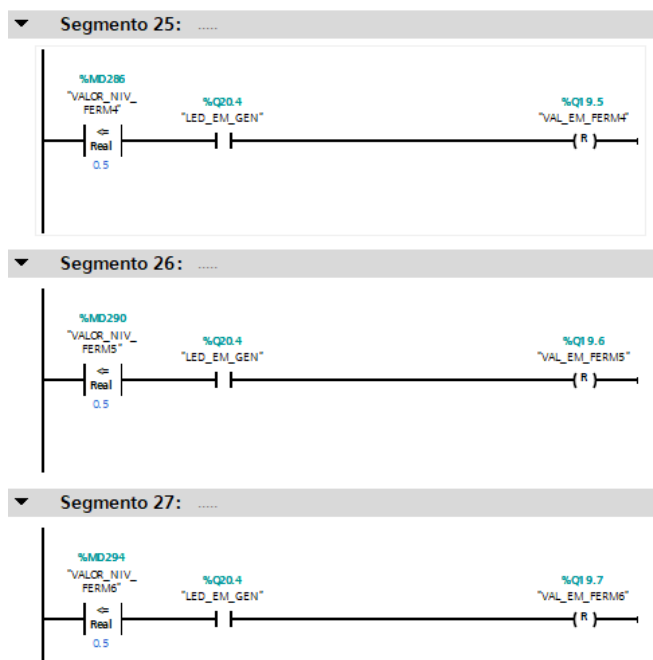 Segmento 25: .....
%MD286
"VALOR_NIV_
FERM4"
%Q20.4
"LED_EM_GEN"
%Q19.5
"VAL_EM_FERM4"
<=
Real
R
0.5
Segmento 26: .....
%MD290
"VALOR_NIV_
FERM5"
%Q20.4
"LED_EM_GEN"
%Q19.6
"VAL_EM_FERM5"
<=
Real
R
0.5
Segmento 27: .....
%MD294
"VALOR_NIV_
FERM6"
%Q20.4
"LED_EM_GEN"
%Q19.7
"VAL_EM_FERM6"
<=
Real
R
0.5